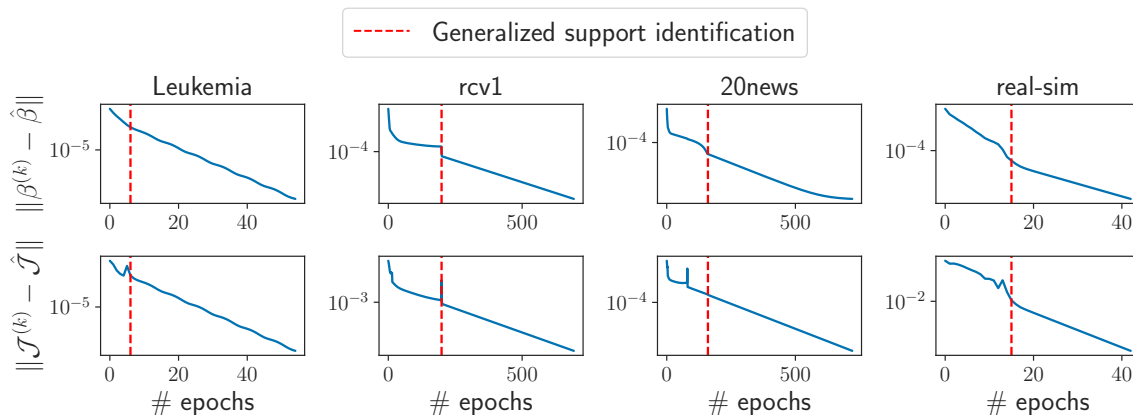 Generalized support identification
Leukemia rcv1 20news real-sim
‖β^(k) − β̂‖
10^−5 10^−4 10^−4 10^−4
0 20 40 0 500 0 500 0 20 40
‖𝒥^(k) − 𝒥̂‖
10^−5 10^−3 10^−4 10^−2
0 20 40 0 500 0 500 0 20 40
# epochs # epochs # epochs # epochs